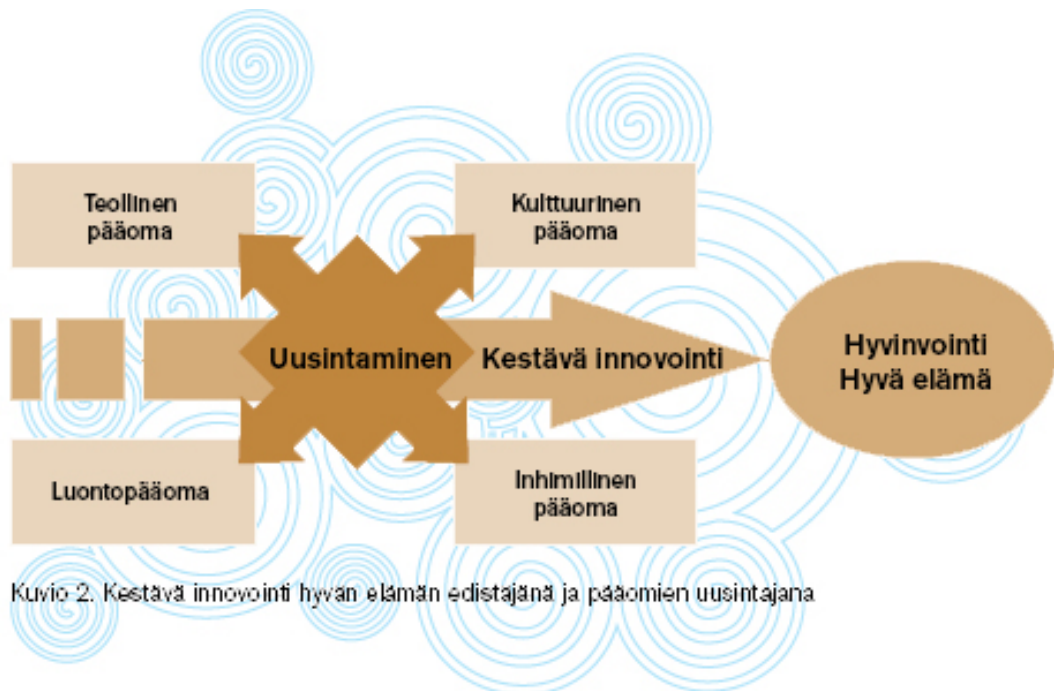 Teollinen
pääoma
Kulttuurinen
pääoma
Uusintaminen
Kestävä innovointi
Hyvinvointi
Hyvä elämä
Luontopääoma
Inhimillinen
pääoma
Kuvio 2. Kestävä innovointi hyvän elämän edistäjänä ja pääomien uusintajana